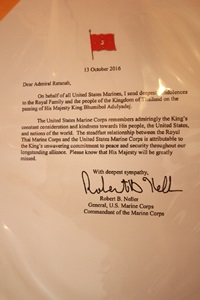 13 October 2016
Dear Admiral Ratanah,
On behalf of all United States Marines, I send deepest condolences
to the Royal Family and the people of the Kingdom of Thailand on the
passing of His Majesty King Bhumibol Adulyadej.
The United States Marine Corps remembers admiringly the King's
constant consideration and kindness towards his people, the United States,
and nations of the world. The steadfast relationship between the Royal
Thai Marine Corps and the United States Marine Corps is attributable to
the King's unwavering commitment to peace and security throughout our
longstanding alliance. Please know that His Majesty will be greatly
missed.
With deepest sympathy,
Robert B. Neller
Robert B. Neller
General, U.S. Marine Corps
Commandant of the Marine Corps